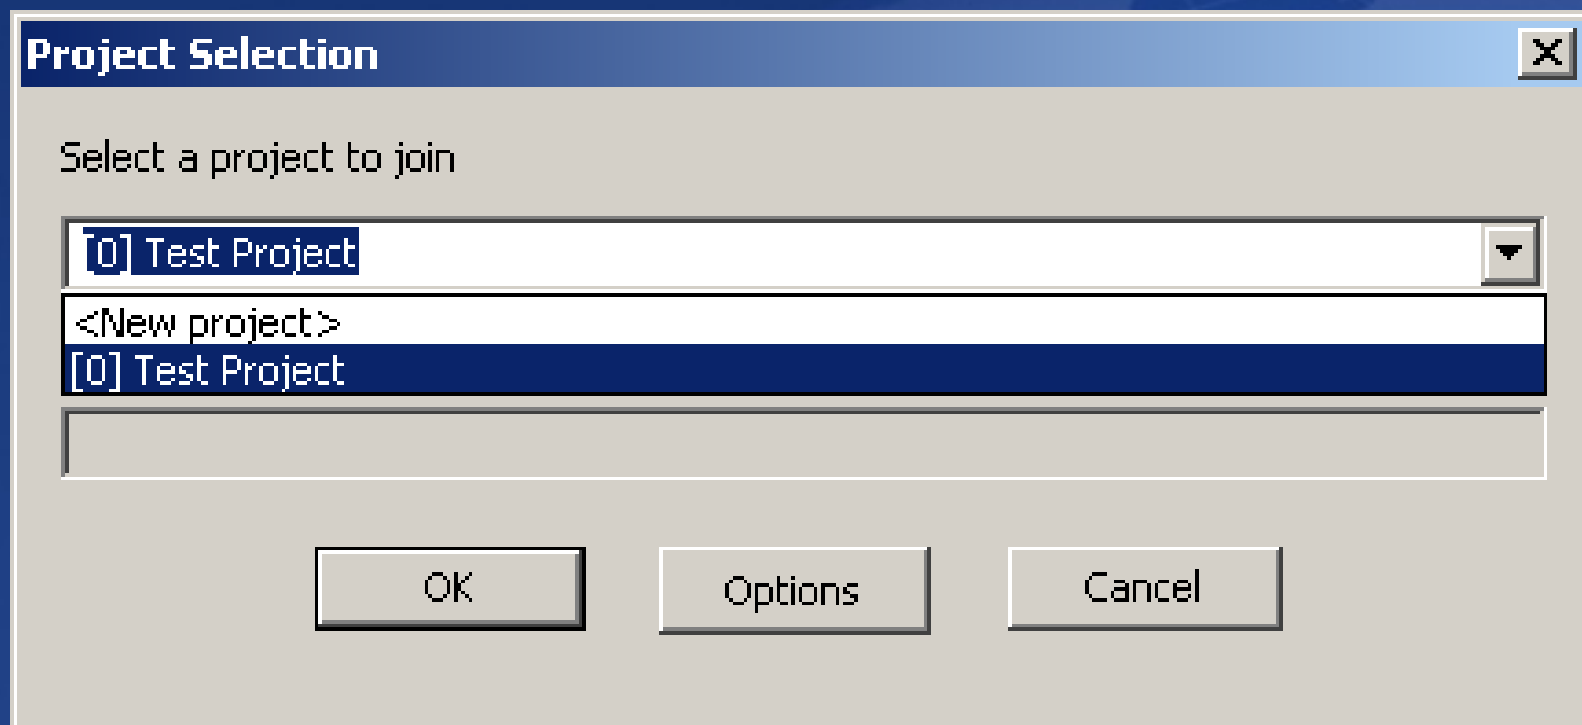 Project Selection
Select a project to join
[0] Test Project
<New project>
[0] Test Project
OK Options Cancel